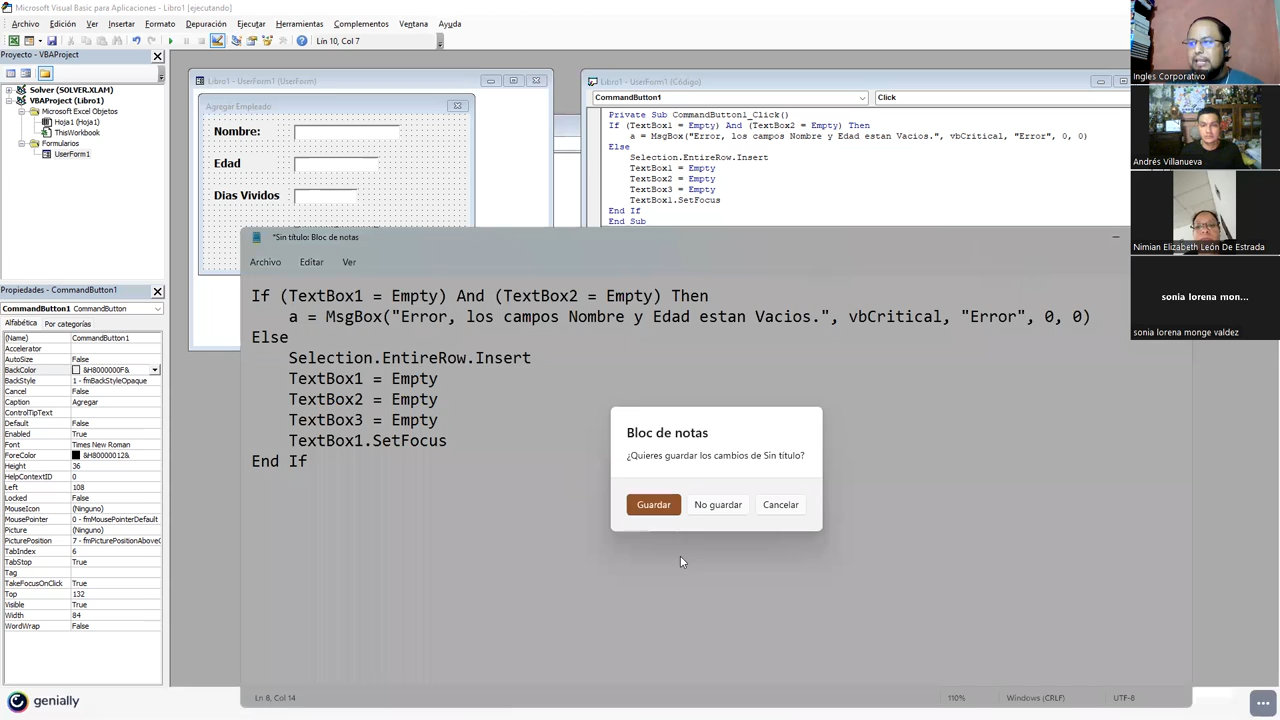 Microsoft Visual Basic para Aplicaciones - Libro1 [ejecutando]
Archivo Edición Ver Insertar Formato Depuración Ejecutar Herramientas Complementos Ventana Ayuda
Lín 10, Col 7
Proyecto - VBAProject
Solver (SOLVER.XLAM)
VBAProject (Libro1)
Microsoft Excel Objetos
Hoja1 (Hoja1)
ThisWorkbook
Formularios
UserForm1
Libro1 - UserForm1 (UserForm)
Agregar Empleado
Nombre:
Edad
Dias Vividos
Libro1 - UserForm1 (Código)
CommandButton1 Click
Private Sub CommandButton1_Click()
If (TextBox1 = Empty) And (TextBox2 = Empty) Then
a = MsgBox("Error, los campos Nombre y Edad estan Vacios.", vbCritical, "Error", 0, 0)
Else
Selection.EntireRow.Insert
TextBox1 = Empty
TextBox2 = Empty
TextBox3 = Empty
TextBox1.SetFocus
End If
End Sub
Ingles Corporativo
Andrés Villanueva
Nimian Elizabeth León De Estrada
sonia lorena mon...
sonia lorena monge valdez
*Sin título: Bloc de notas
Archivo Editar Ver
If (TextBox1 = Empty) And (TextBox2 = Empty) Then
a = MsgBox("Error, los campos Nombre y Edad estan Vacios.", vbCritical, "Error", 0, 0)
Else
Selection.EntireRow.Insert
TextBox1 = Empty
TextBox2 = Empty
TextBox3 = Empty
TextBox1.SetFocus
End If
Bloc de notas
¿Quieres guardar los cambios de Sin título?
Guardar No guardar Cancelar
Ln 8, Col 14 110% Windows (CRLF) UTF-8
Propiedades - CommandButton1
CommandButton1 CommandButton
Alfabética Por categorías
(Name) CommandButton1
Accelerator
AutoSize False
BackColor &H8000000F&
BackStyle 1 - fmBackStyleOpaque
Cancel False
Caption Agregar
ControlTipText
Default False
Enabled True
Font Times New Roman
ForeColor &H80000012&
Height 36
HelpContextID 0
Left 108
Locked False
MouseIcon (Ninguno)
MousePointer 0 - fmMousePointerDefault
Picture (Ninguno)
PicturePosition 7 - fmPicturePositionAboveC
TabIndex 6
TabStop True
Tag
TakeFocusOnClick True
Top 132
Visible True
Width 84
WordWrap False
genially